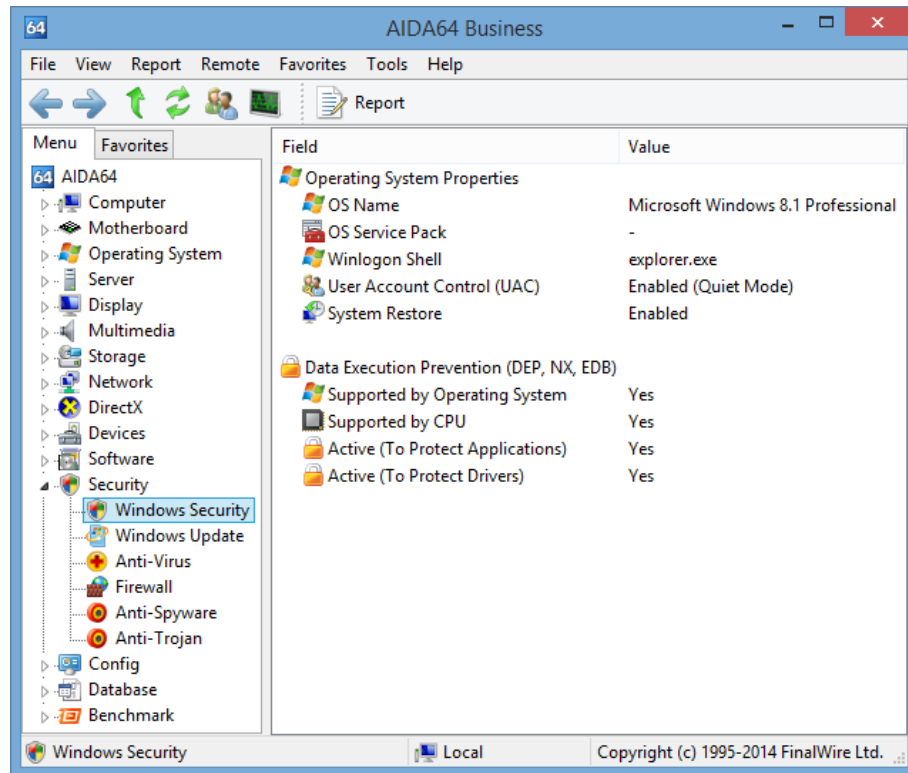 64 AIDA64 Business
File View Report Remote Favorites Tools Help
Report
Menu Favorites
64 AIDA64
Computer
Motherboard
Operating System
Server
Display
Multimedia
Storage
Network
DirectX
Devices
Software
Security
Windows Security
Windows Update
Anti-Virus
Firewall
Anti-Spyware
Anti-Trojan
Config
Database
Benchmark
Field Value
Operating System Properties
OS Name Microsoft Windows 8.1 Professional
OS Service Pack -
Winlogon Shell explorer.exe
User Account Control (UAC) Enabled (Quiet Mode)
System Restore Enabled
Data Execution Prevention (DEP, NX, EDB)
Supported by Operating System Yes
Supported by CPU Yes
Active (To Protect Applications) Yes
Active (To Protect Drivers) Yes
Windows Security Local Copyright (c) 1995-2014 FinalWire Ltd.